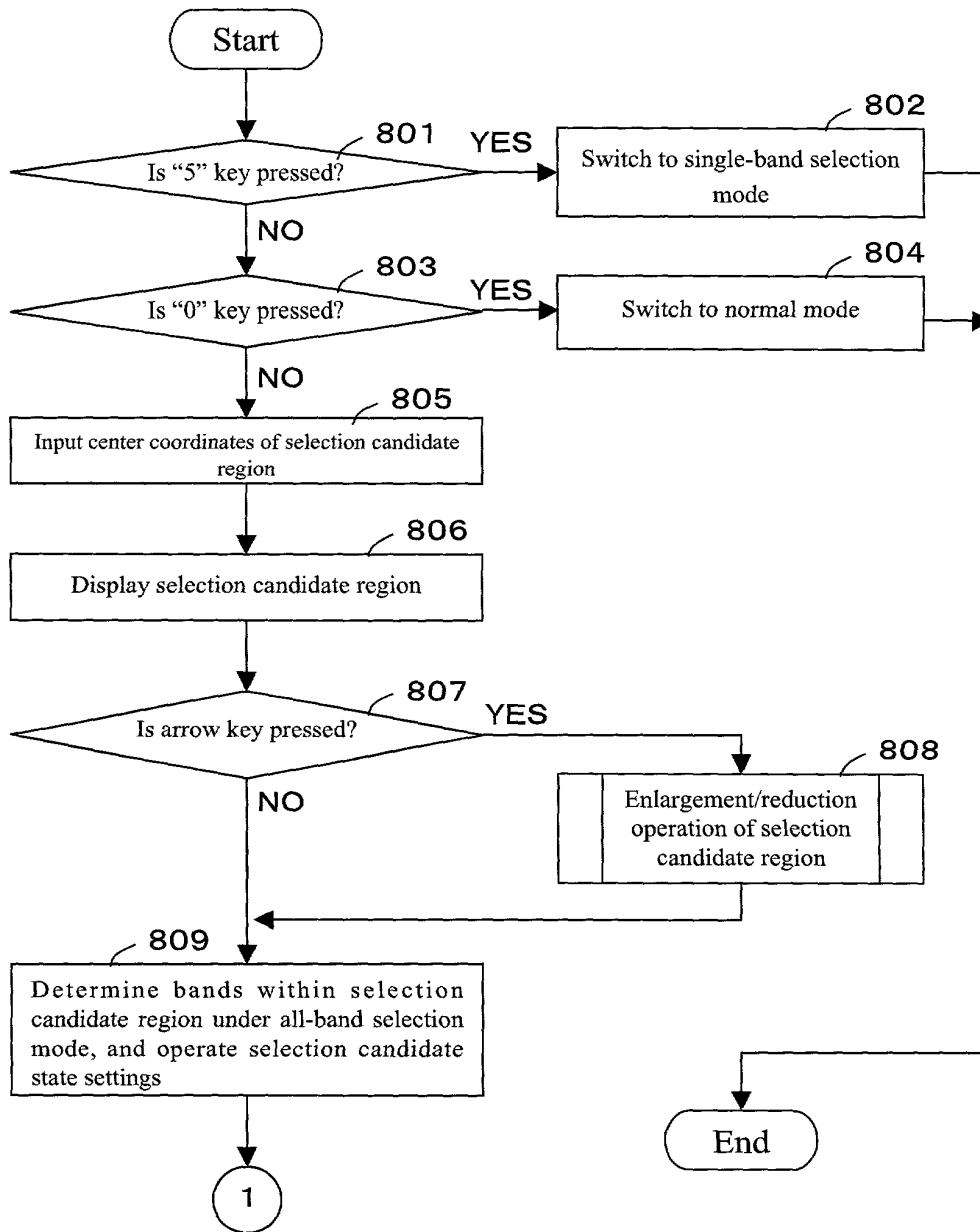 Start
801
Is “5” key pressed?
YES
802
Switch to single-band selection
mode
NO
803
Is “0” key pressed?
YES
804
Switch to normal mode
NO
805
Input center coordinates of selection candidate
region
806
Display selection candidate region
807
Is arrow key pressed?
YES
808
Enlargement/reduction
operation of selection
candidate region
NO
809
Determine bands within selection
candidate region under all-band selection
mode, and operate selection candidate
state settings
End
1